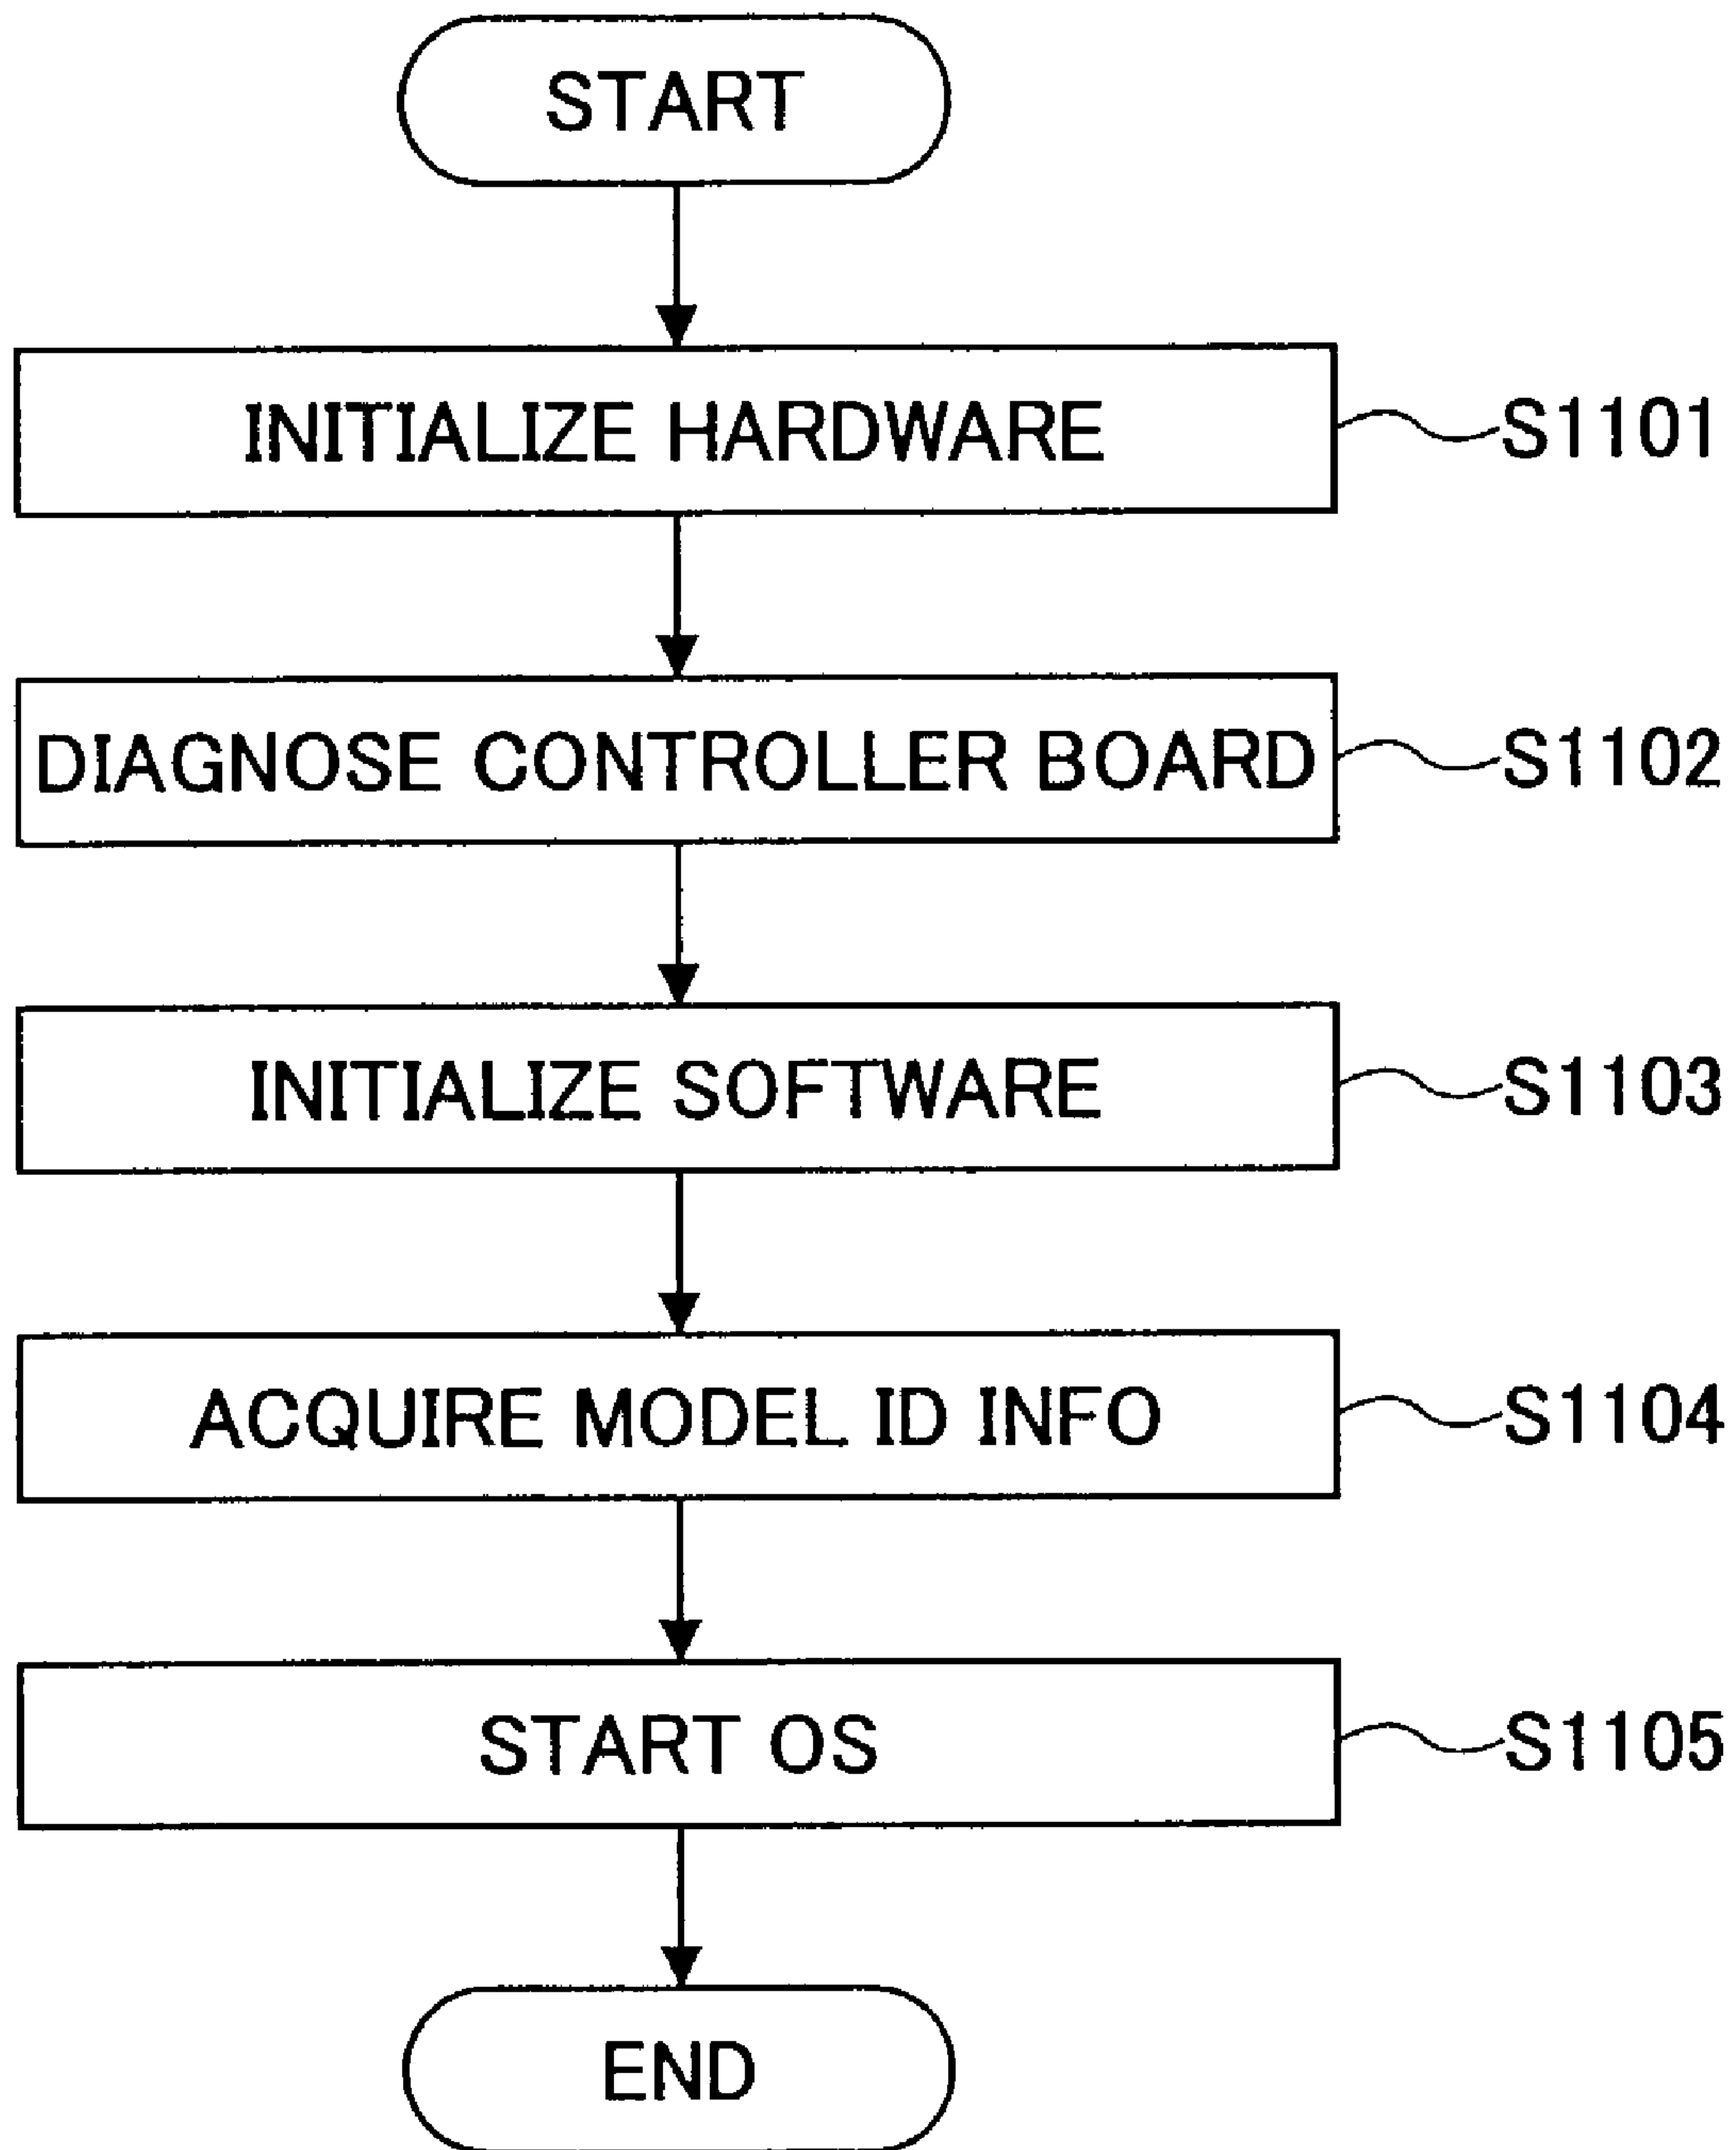 START
INITIALIZE HARDWARE S1101
DIAGNOSE CONTROLLER BOARD S1102
INITIALIZE SOFTWARE S1103
ACQUIRE MODEL ID INFO S1104
START OS S1105
END